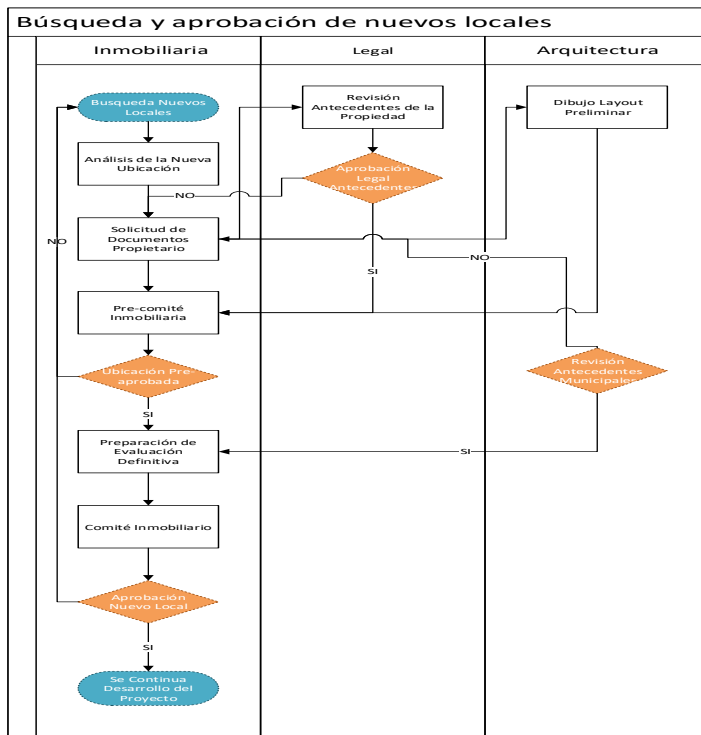 Búsqueda y aprobación de nuevos locales
Inmobiliaria
Legal
Arquitectura
Busqueda Nuevos
Locales
Revisión
Antecedentes de la
Propiedad
Dibujo Layout
Preliminar
Análisis de la Nueva
Ubicación
Aprobación
Legal
Antecedentes
NO
Solicitud de
Documentos
Propietario
NO
NO
SI
Pre-comité
Inmobiliaria
Ubicación Pre-
aprobada
Revisión
Antecedentes
Municipales
SI
Preparación de
Evaluación
Definitiva
SI
Comité Inmobiliario
Aprobación
Nuevo Local
SI
Se Continua
Desarrollo del
Proyecto